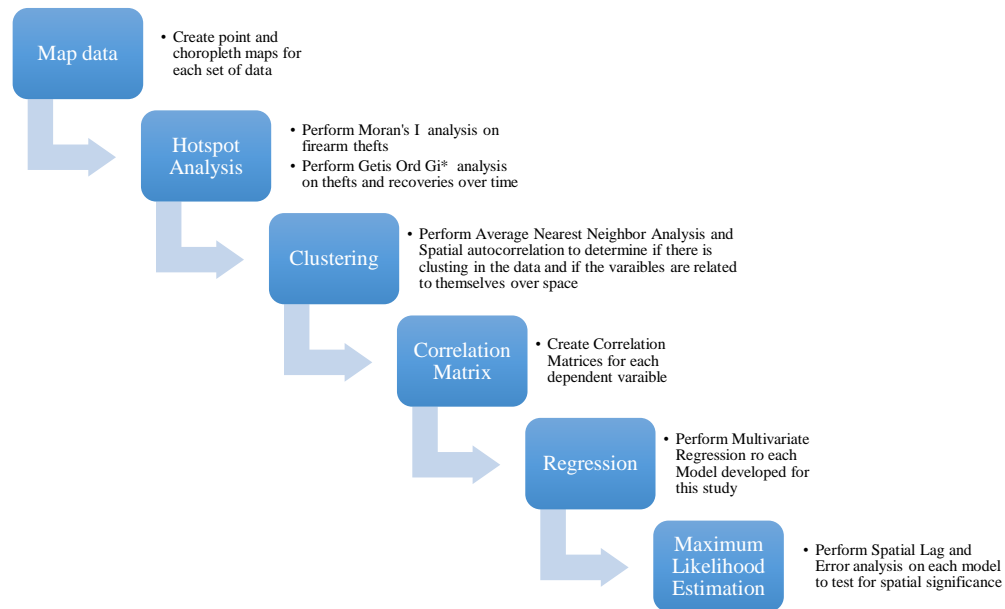 Map data
• Create point and
choropleth maps for
each set of data
Hotspot
Analysis
• Perform Moran's I analysis on
firearm thefts
• Perform Getis Ord Gi* analysis
on thefts and recoveries over time
Clustering
• Perform Average Nearest Neighbor Analysis and
Spatial autocorrelation to determine if there is
clusting in the data and if the varaibles are related
to themselves over space
Correlation
Matrix
• Create Correlation
Matrices for each
dependent varaible
Regression
• Perform Multivariate
Regression ro each
Model developed for
this study
Maximum
Likelihood
Estimation
• Perform Spatial Lag and
Error analysis on each model
to test for spatial significance